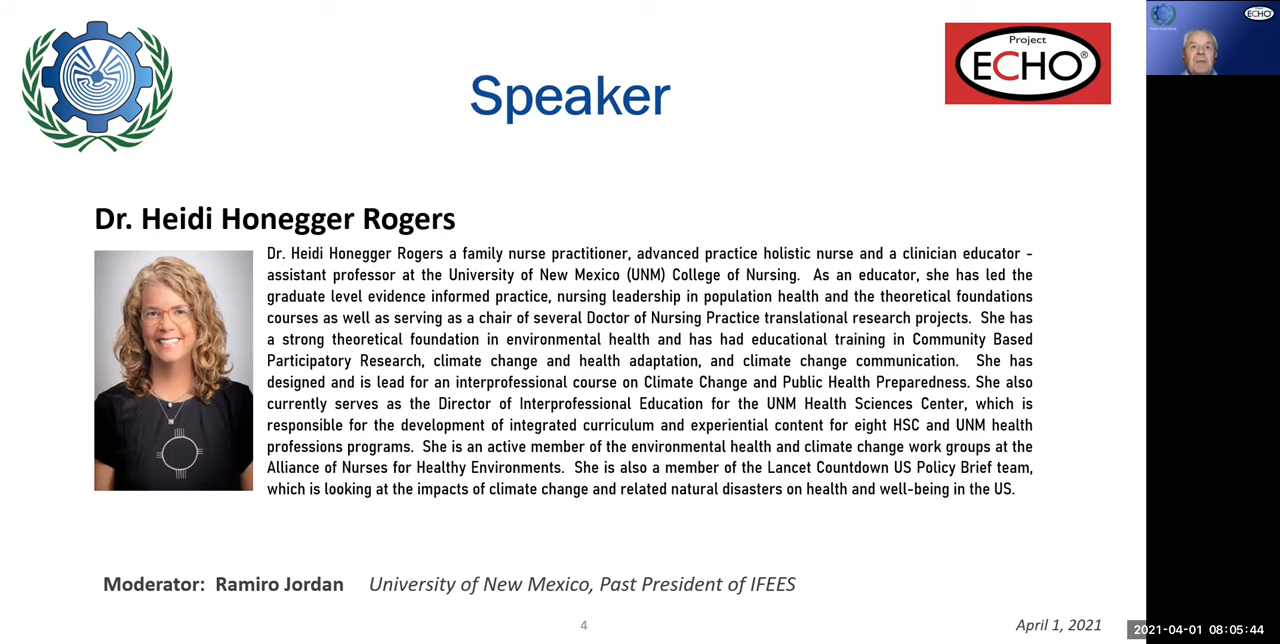 Speaker
Project
ECHO®
ECHO
Dr. Heidi Honegger Rogers
Dr. Heidi Honegger Rogers a family nurse practitioner, advanced practice holistic nurse and a clinician educator -
assistant professor at the University of New Mexico (UNM) College of Nursing. As an educator, she has led the
graduate level evidence informed practice, nursing leadership in population health and the theoretical foundations
courses as well as serving as a chair of several Doctor of Nursing Practice translational research projects. She has
a strong theoretical foundation in environmental health and has had educational training in Community Based
Participatory Research, climate change and health adaptation, and climate change communication. She has
designed and is lead for an interprofessional course on Climate Change and Public Health Preparedness. She also
currently serves as the Director of Interprofessional Education for the UNM Health Sciences Center, which is
responsible for the development of integrated curriculum and experiential content for eight HSC and UNM health
professions programs. She is an active member of the environmental health and climate change work groups at the
Alliance of Nurses for Healthy Environments. She is also a member of the Lancet Countdown US Policy Brief team,
which is looking at the impacts of climate change and related natural disasters on health and well-being in the US.
Moderator: Ramiro Jordan University of New Mexico, Past President of IFEES
4
April 1, 2021
2021-04-01 08:05:44